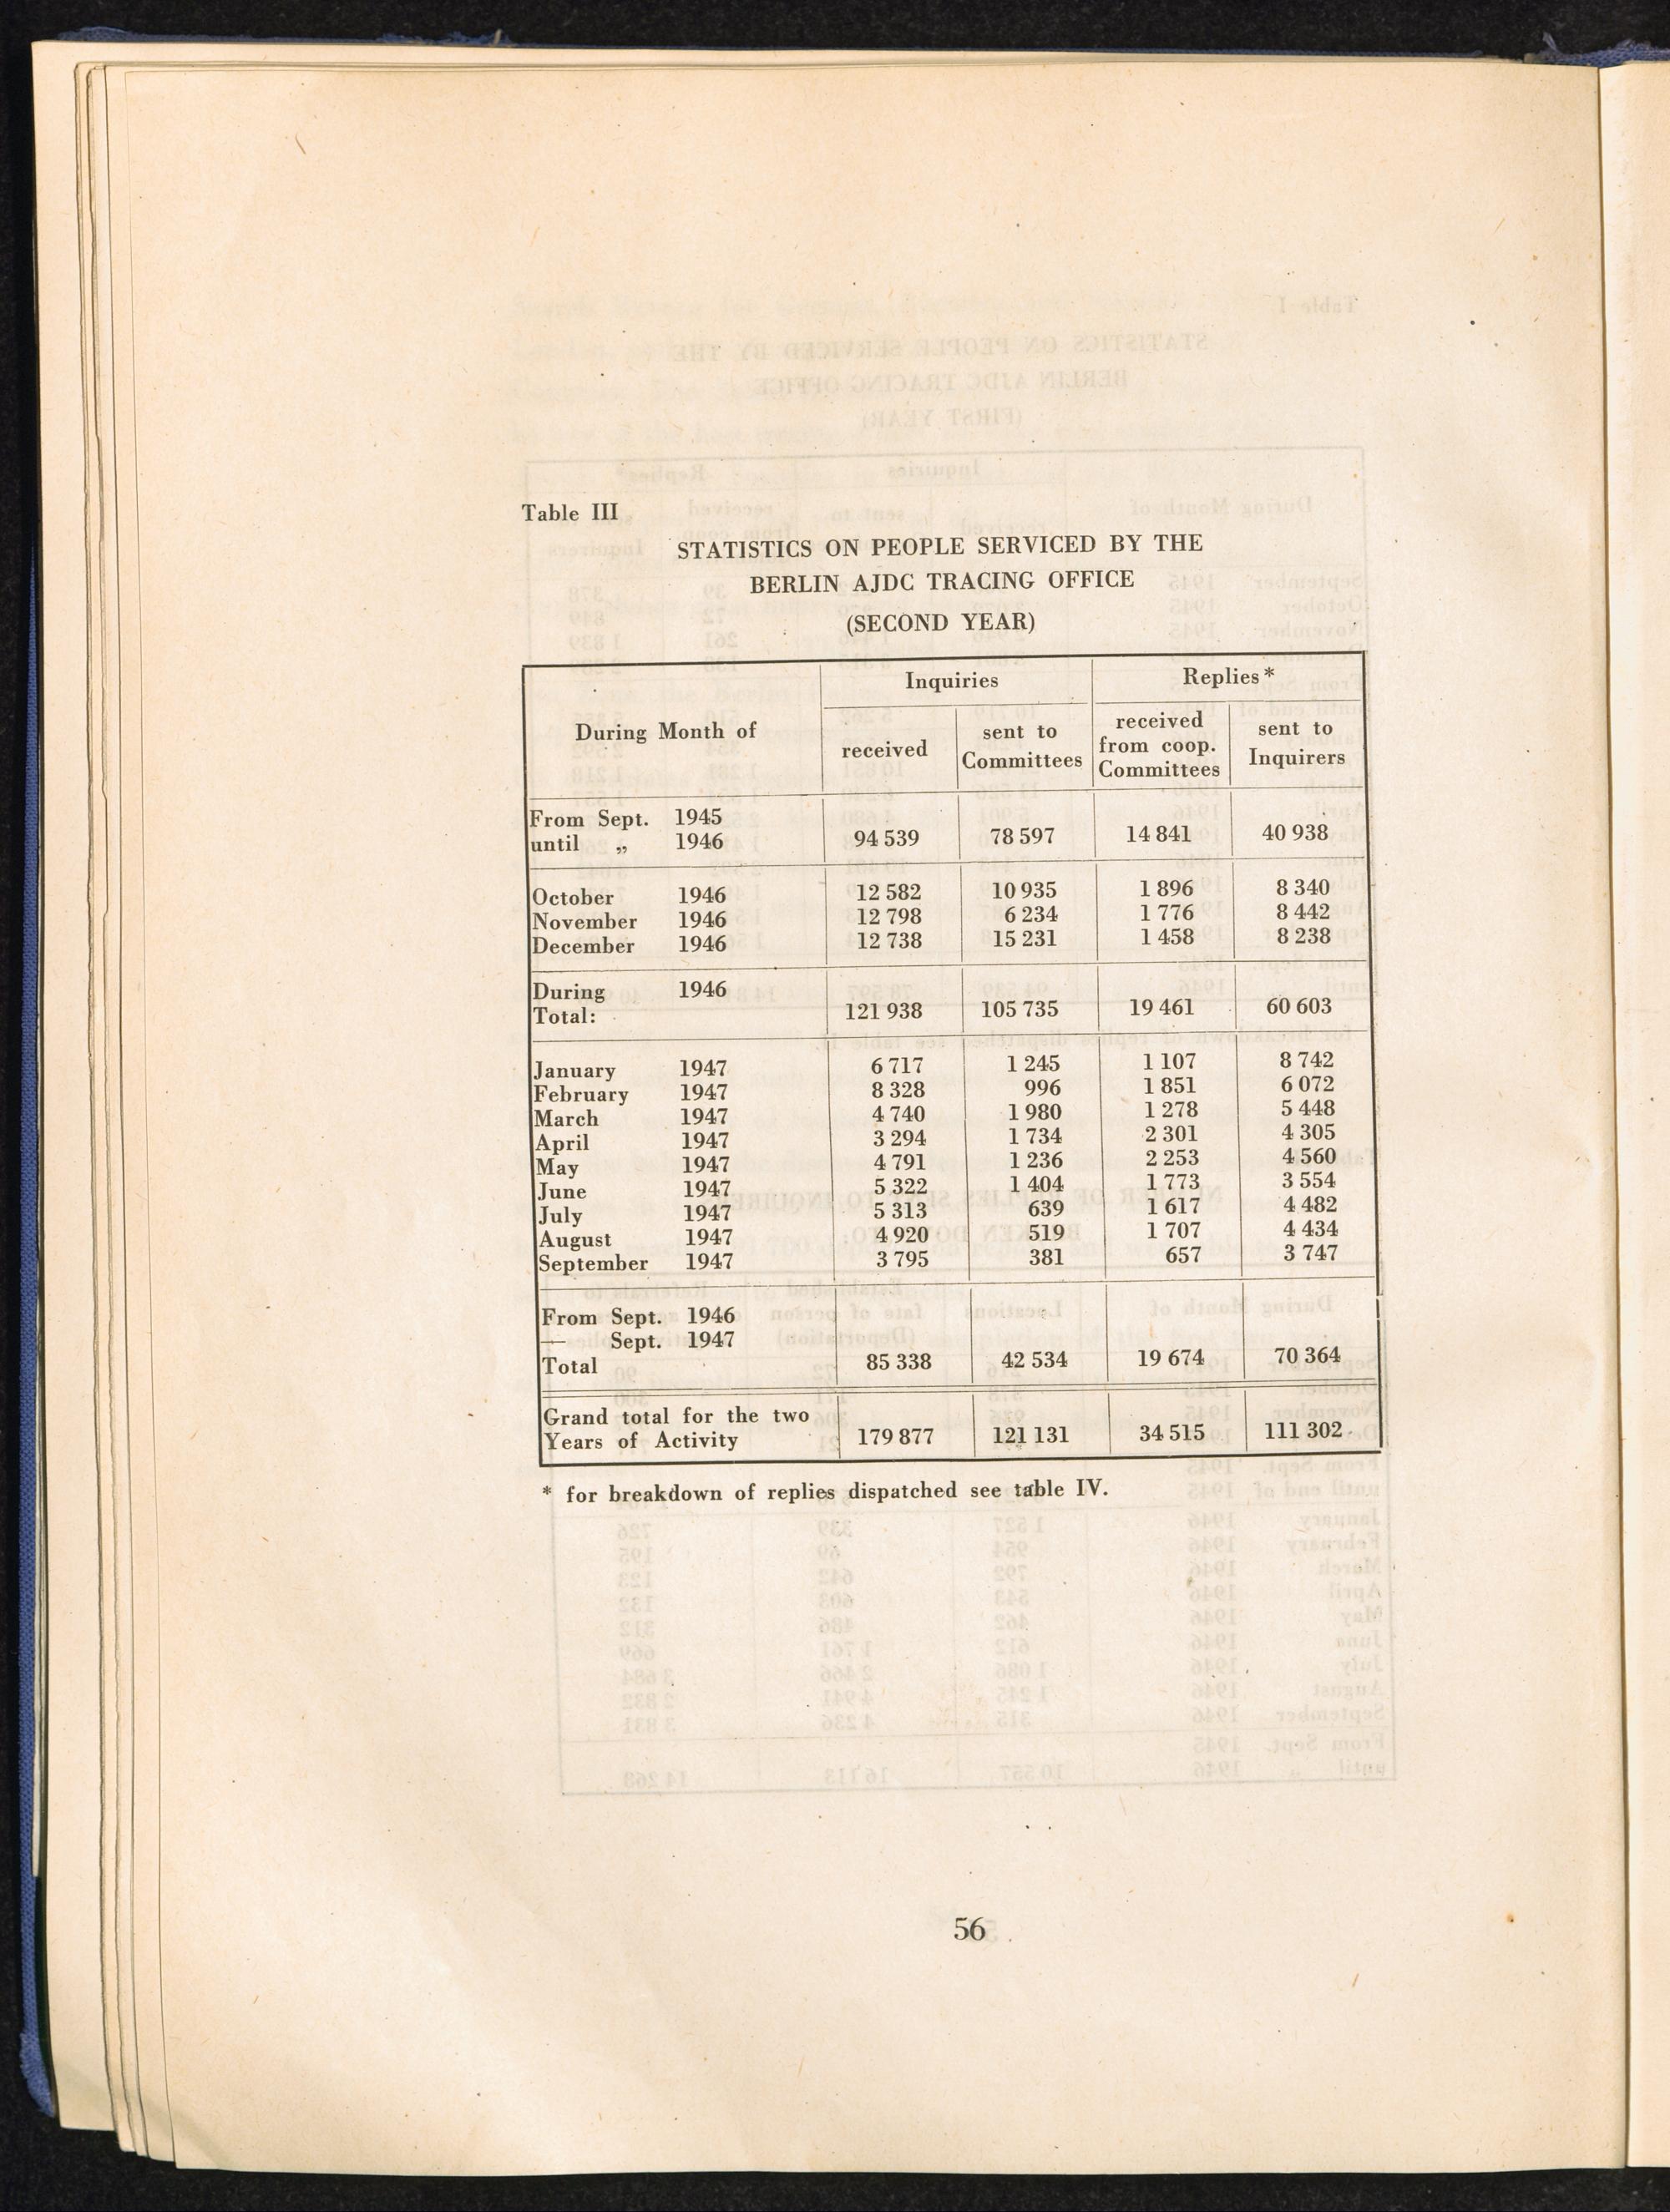 Table III
STATISTICS ON PEOPLE SERVICED BY THE
BERLIN AJDC TRACING OFFICE
(SECOND YEAR)
During Month of
Inquiries
Replies*
received
sent to
Committees
received
from coop.
Committees
sent to
Inquirers
From Sept. 1945
until „ 1946 94 539 78 597 14 841 40 938
October 1946 12 582 10 935 1 896 8 340
November 1946 12 798 6 234 1 776 8 442
December 1946 12 738 15 231 1 458 8 238
During 1946
Total: 121 938 105 735 19 461 60 603
January 1947 6 717 1 245 1 107 8 742
February 1947 8 328 996 1 851 6 072
March 1947 4 740 1 980 1 278 5 448
April 1947 3 294 1 734 2 301 4 305
May 1947 4 791 1 236 2 253 4 560
June 1947 5 322 1 404 1 773 3 554
July 1947 5 313 639 1 617 4 482
August 1947 4 920 519 1 707 4 434
September 1947 3 795 381 657 3 747
From Sept. 1946
— Sept. 1947
Total 85 338 42 534 19 674 70 364
Grand total for the two
Years of Activity 179 877 121 131 34 515 111 302
* for breakdown of replies dispatched see table IV.
56